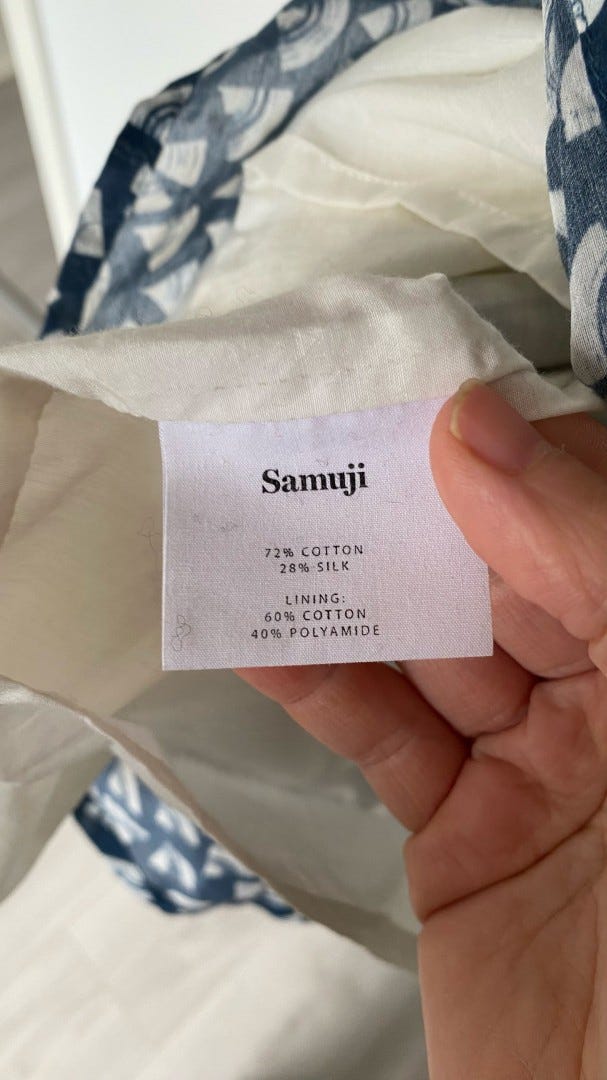 Samuji
72% COTTON
28% SILK
LINING:
60% COTTON
40% POLYAMIDE